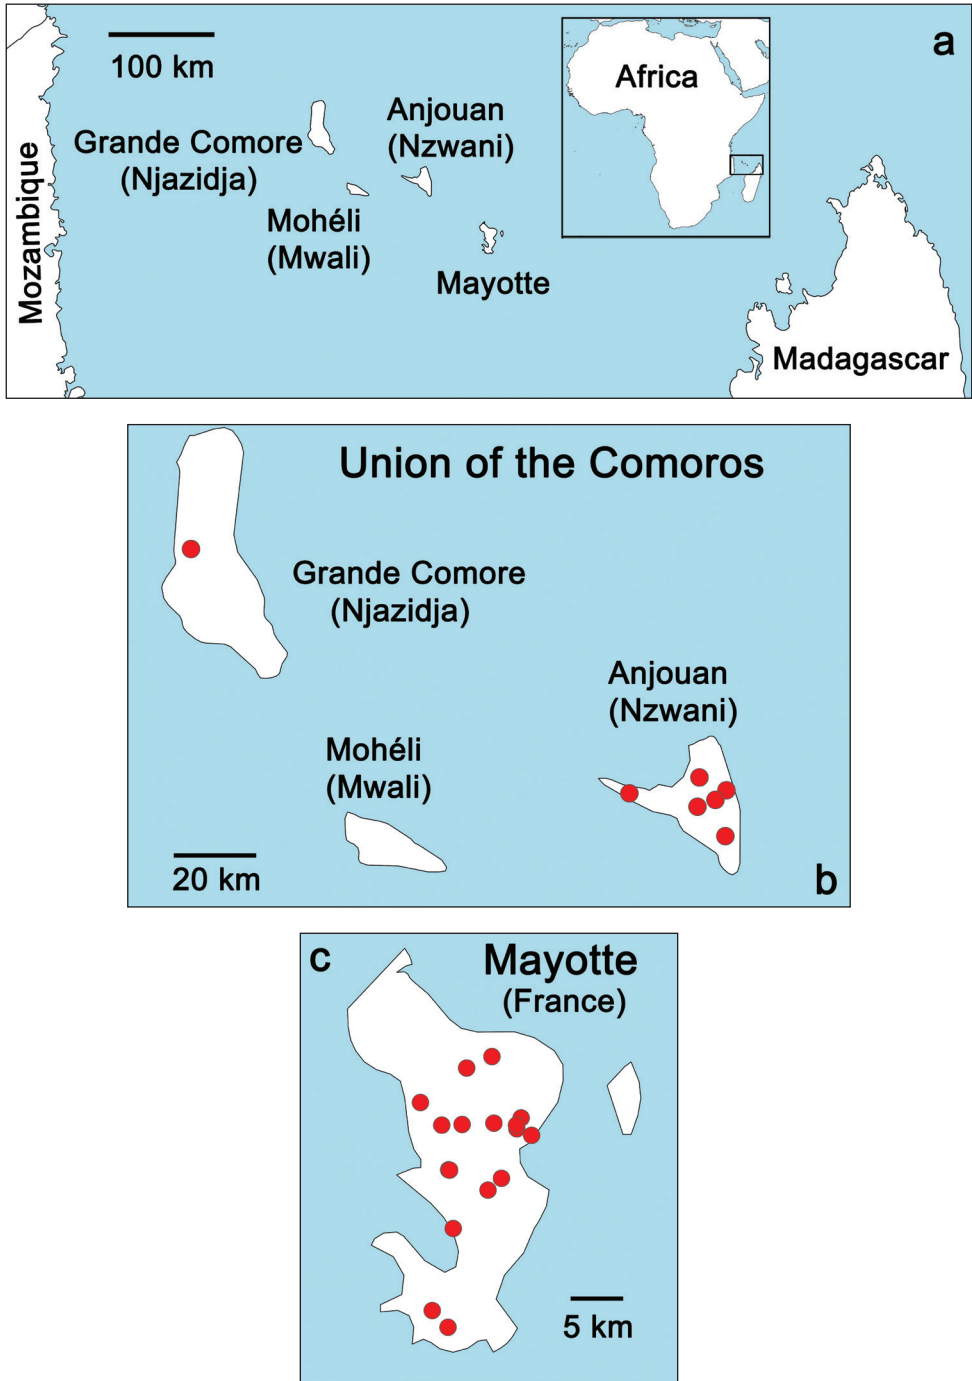 a
100 km
Africa
Anjouan
(Nzwani)
Grande Comore
(Njazidja)
Mozambique
Mohéli
(Mwali)
Mayotte
Madagascar
Union of the Comoros
Grande Comore
(Njazidja)
Anjouan
(Nzwani)
Mohéli
(Mwali)
20 km
b
c
Mayotte
(France)
5 km